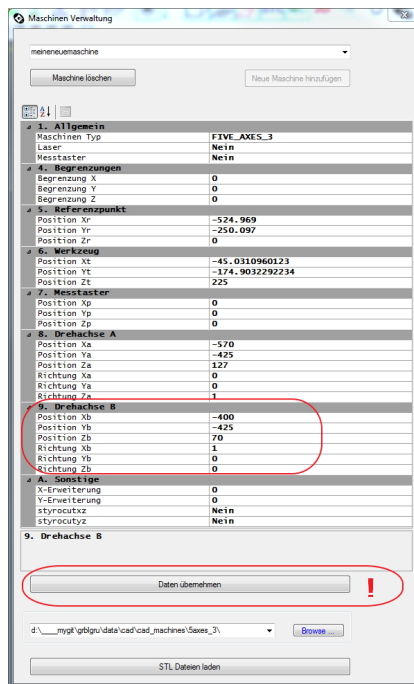 Maschinen Verwaltung
meineneuemaschine
Maschine löschen
Neue Maschine hinzufügen
1. Allgemein
Maschinen Typ FIVE_AXES_3
Laser Nein
Messtaster Nein
4. Begrenzungen
Begrenzung X 0
Begrenzung Y 0
Begrenzung Z 0
5. Referenzpunkt
Position Xr -524.969
Position Yr -250.097
Position Zr 0
6. Werkzeug
Position Xt -45.0310960123
Position Yt -174.9032292234
Position Zt 225
7. Messtaster
Position Xp 0
Position Yp 0
Position Zp 0
8. Drehachse A
Position Xa -570
Position Ya -425
Position Za 127
Richtung Xa 0
Richtung Ya 0
Richtung Za 1
9. Drehachse B
Position Xb -400
Position Yb -425
Position Zb 70
Richtung Xb 1
Richtung Yb 0
Richtung Zb 0
A. Sonstige
X-Erweiterung 0
Y-Erweiterung 0
styrocutxz Nein
styrocutyz Nein
9. Drehachse B
Daten übernehmen !
d:\____mygit\grblgru\data\cad\cad_machines\5axes_3\
Browse ...
STL Dateien laden